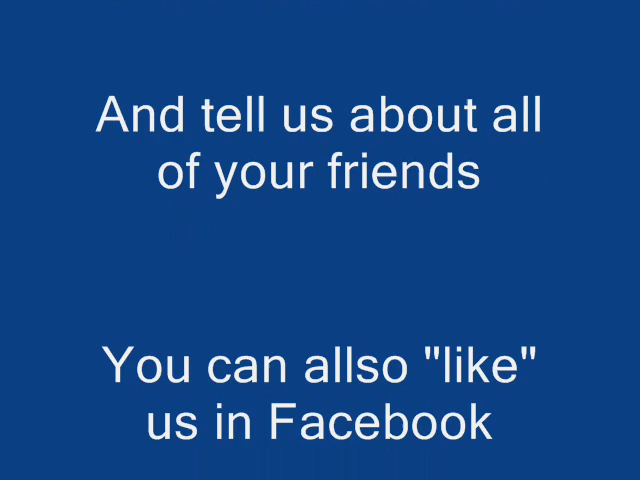 And tell us about all
of your friends
You can allso "like"
us in Facebook